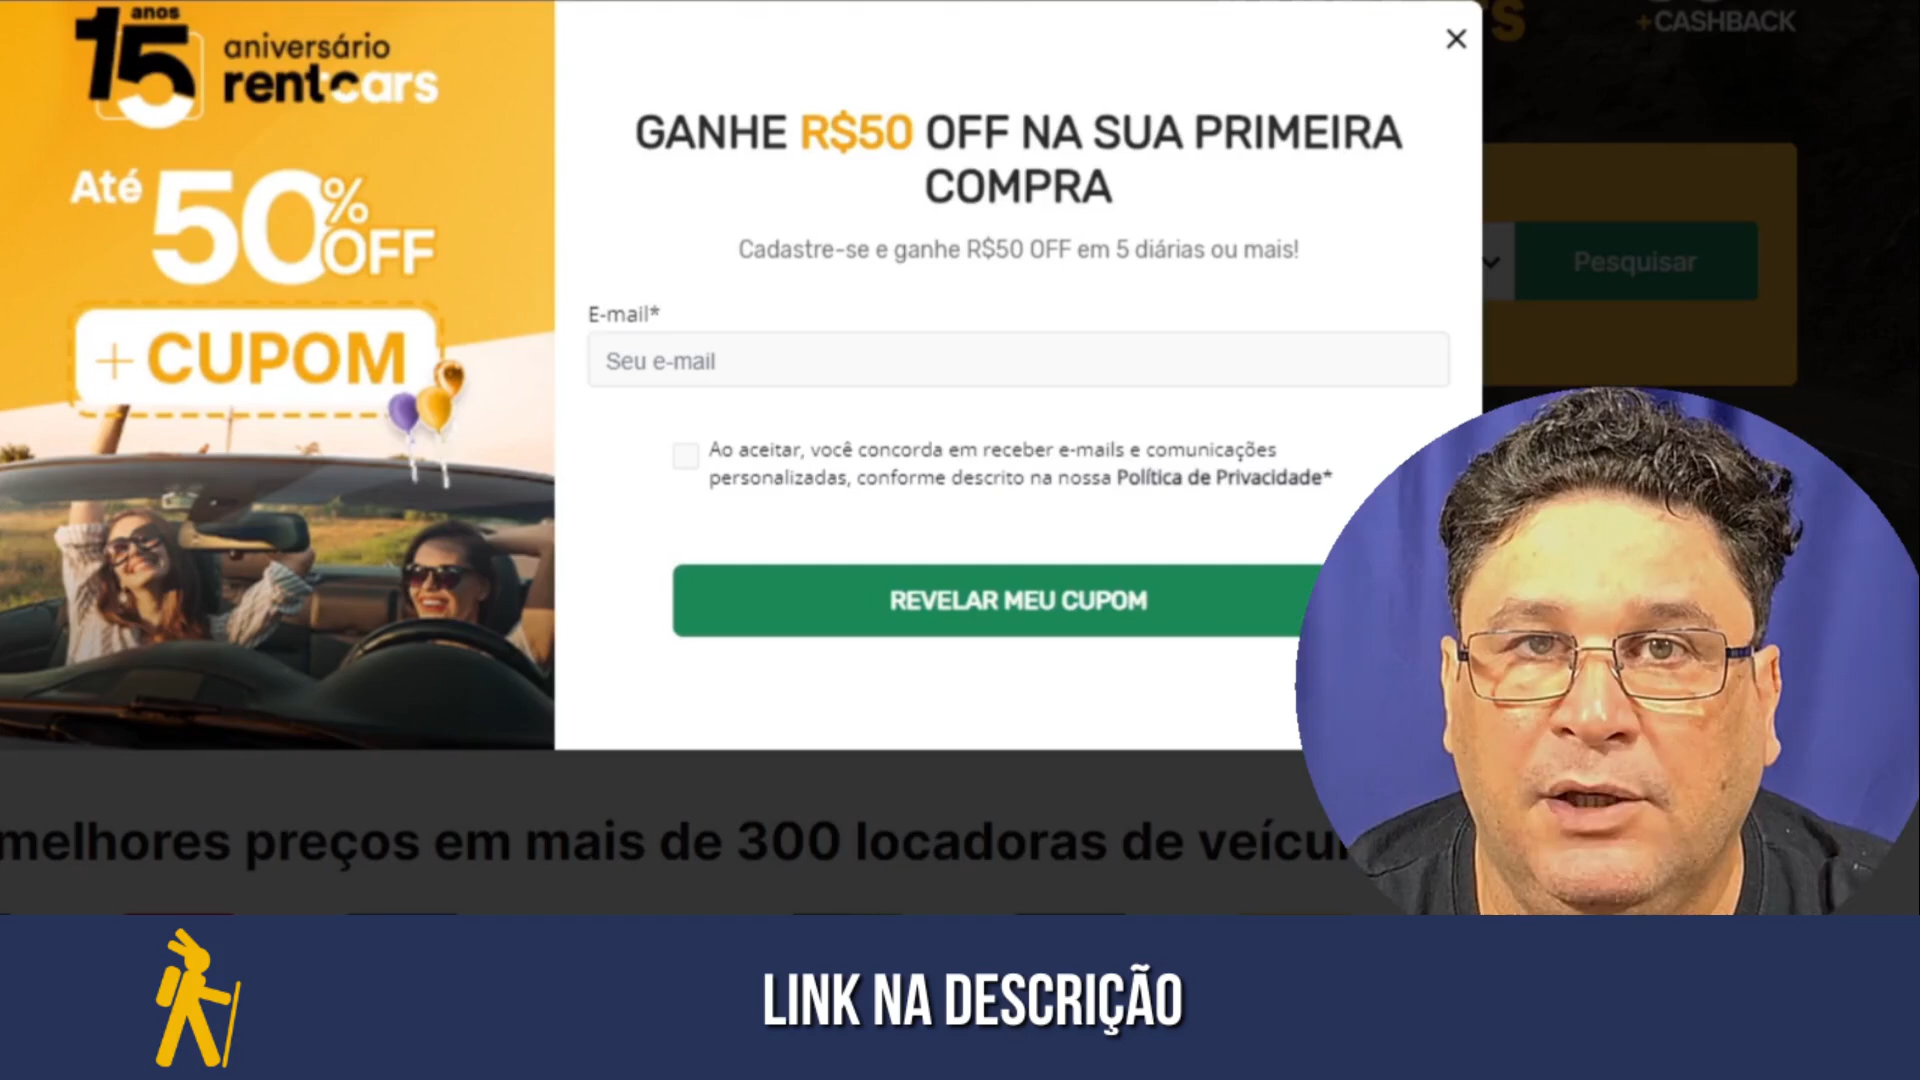 15 anos
aniversário
rentcars
Até 50% OFF
+ CUPOM
+CASHBACK
GANHE R$50 OFF NA SUA PRIMEIRA
COMPRA
Cadastre-se e ganhe R$50 OFF em 5 diárias ou mais!
E-mail*
Seu e-mail
Pesquisar
Ao aceitar, você concorda em receber e-mails e comunicações
personalizadas, conforme descrito na nossa Política de Privacidade*
REVELAR MEU CUPOM
melhores preços em mais de 300 locadoras de
LINK NA DESCRIÇÃO